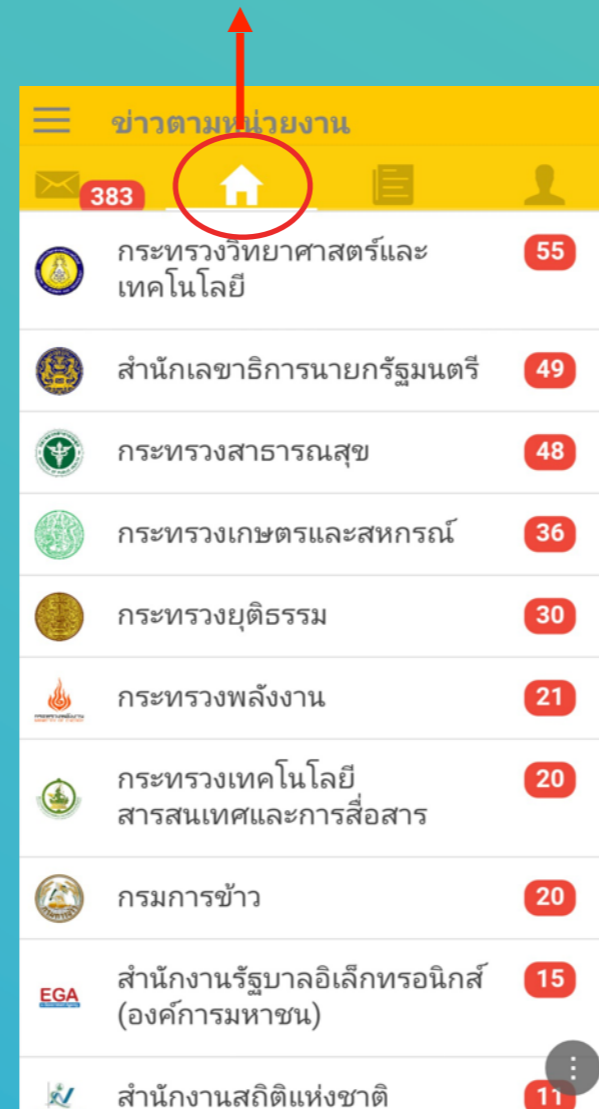 ข่าวตามหน่วยงาน
383
กระทรวงวิทยาศาสตร์และ
เทคโนโลยี
55
สำนักเลขาธิการนายกรัฐมนตรี
49
กระทรวงสาธารณสุข
48
กระทรวงเกษตรและสหกรณ์
36
กระทรวงยุติธรรม
30
กระทรวงพลังงาน
21
กระทรวงเทคโนโลยี
สารสนเทศและการสื่อสาร
20
กรมการข้าว
20
EGA
สำนักงานรัฐบาลอิเล็กทรอนิกส์
(องค์การมหาชน)
15
สำนักงานสถิติแห่งชาติ
11